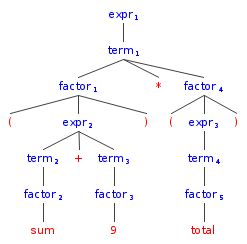 expr₁
term₁
factor₁ * factor₄
( expr₂ ) ( expr₃ )
term₂ + term₃ term₄
factor₂ factor₃ factor₅
sum 9 total